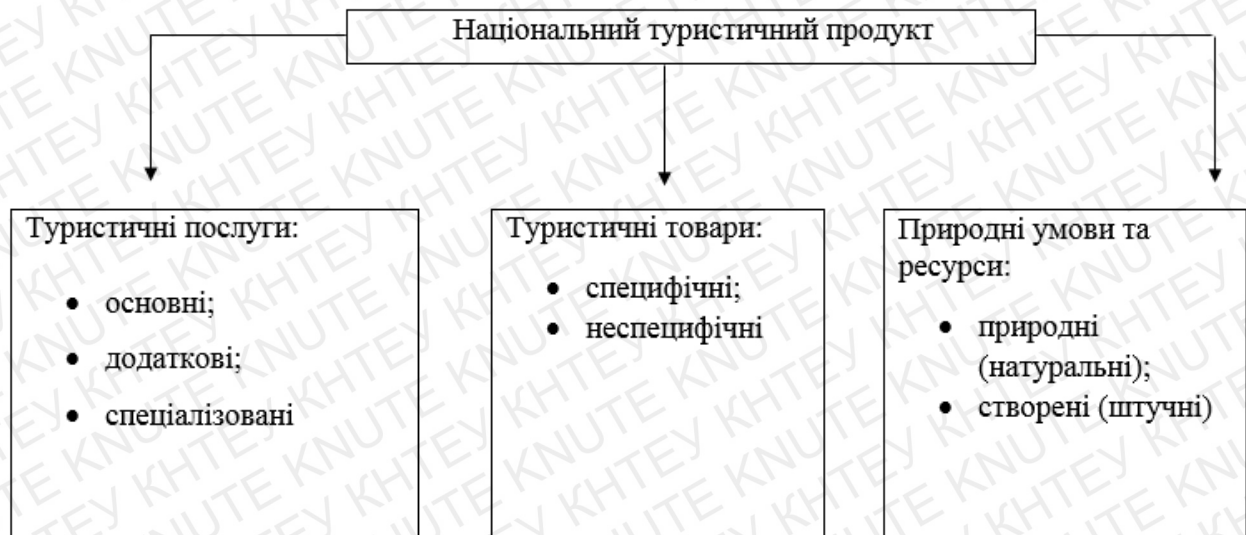 Національний туристичний продукт
Туристичні послуги:
• основні;
• додаткові;
• спеціалізовані
Туристичні товари:
• специфічні;
• неспецифічні
Природні умови та
ресурси:
• природні
(натуральні);
• створені (штучні)